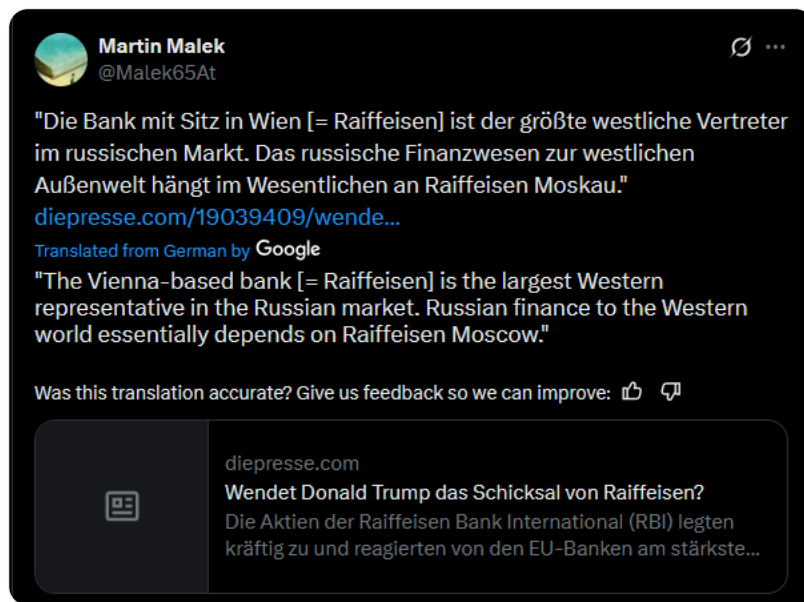 Martin Malek
@Malek65At
"Die Bank mit Sitz in Wien [= Raiffeisen] ist der größte westliche Vertreter
im russischen Markt. Das russische Finanzwesen zur westlichen
Außenwelt hängt im Wesentlichen an Raiffeisen Moskau."
diepresse.com/19039409/wende...
Translated from German by Google
"The Vienna-based bank [= Raiffeisen] is the largest Western
representative in the Russian market. Russian finance to the Western
world essentially depends on Raiffeisen Moscow."
Was this translation accurate? Give us feedback so we can improve:
diepresse.com
Wendet Donald Trump das Schicksal von Raiffeisen?
Die Aktien der Raiffeisen Bank International (RBI) legten
kräftig zu und reagierten von den EU-Banken am stärkste...